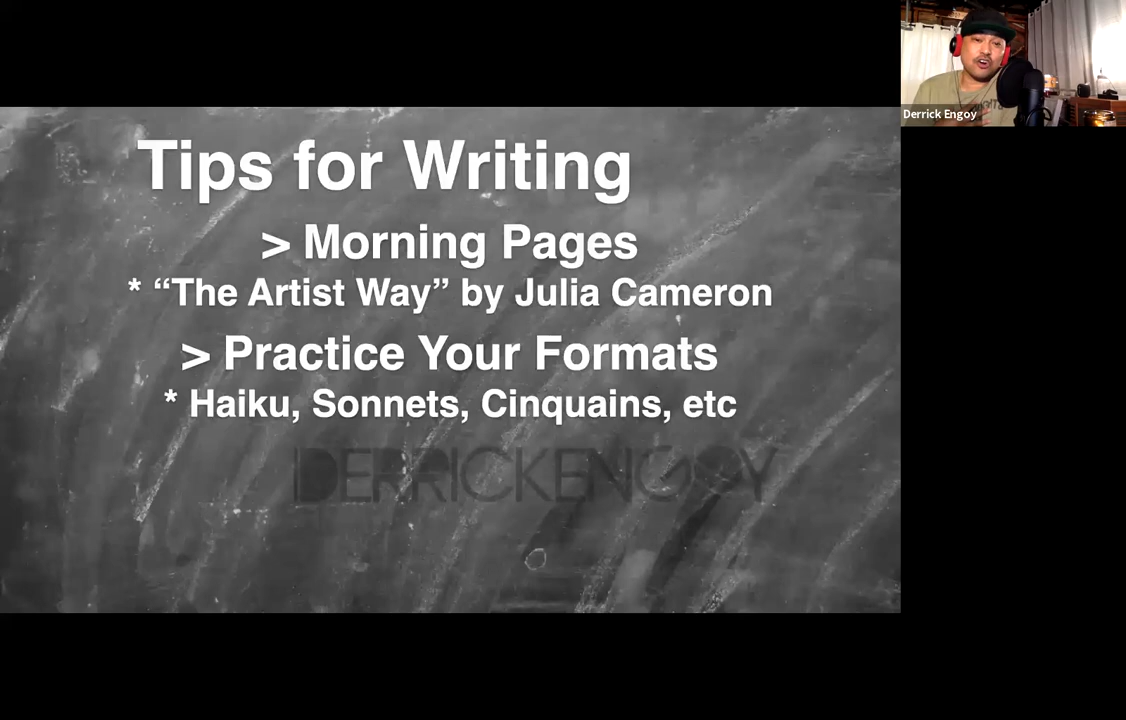 Tips for Writing
> Morning Pages
* “The Artist Way” by Julia Cameron
> Practice Your Formats
* Haiku, Sonnets, Cinquains, etc
DERRICKENGOY
Derrick Engoy